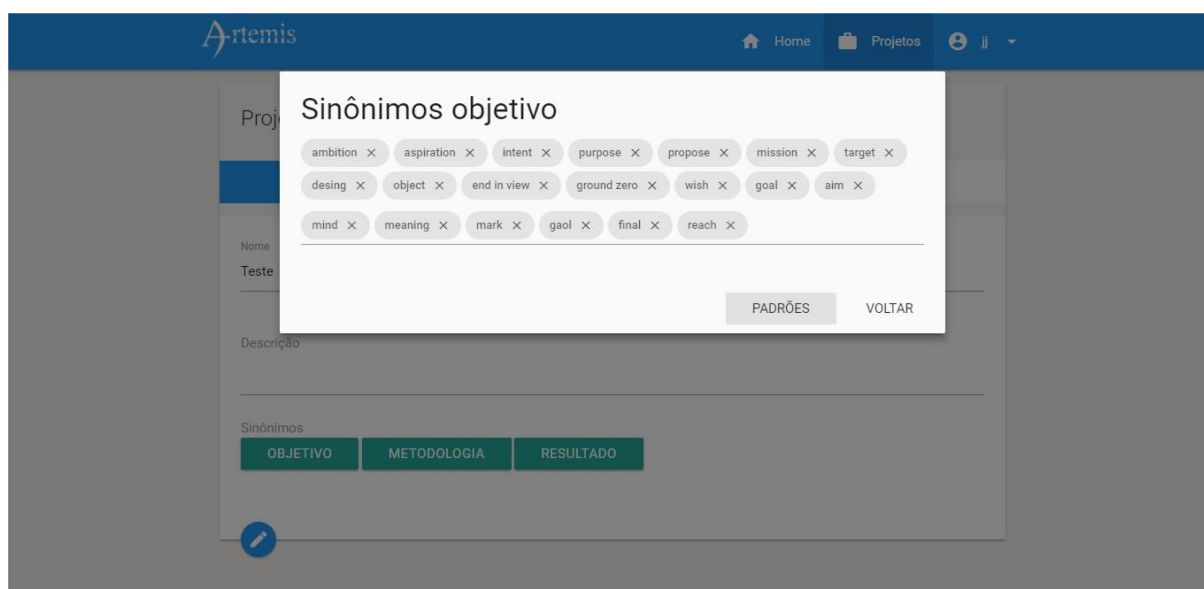 Artemis
Home Projetos jj
Sinônimos objetivo
Proj
ambition × aspiration × intent × purpose × propose × mission × target ×
desing × object × end in view × ground zero × wish × goal × aim ×
mind × meaning × mark × gaol × final × reach ×
Nome
Teste
PADRÕES VOLTAR
Descrição
Sinônimos
OBJETIVO METODOLOGIA RESULTADO